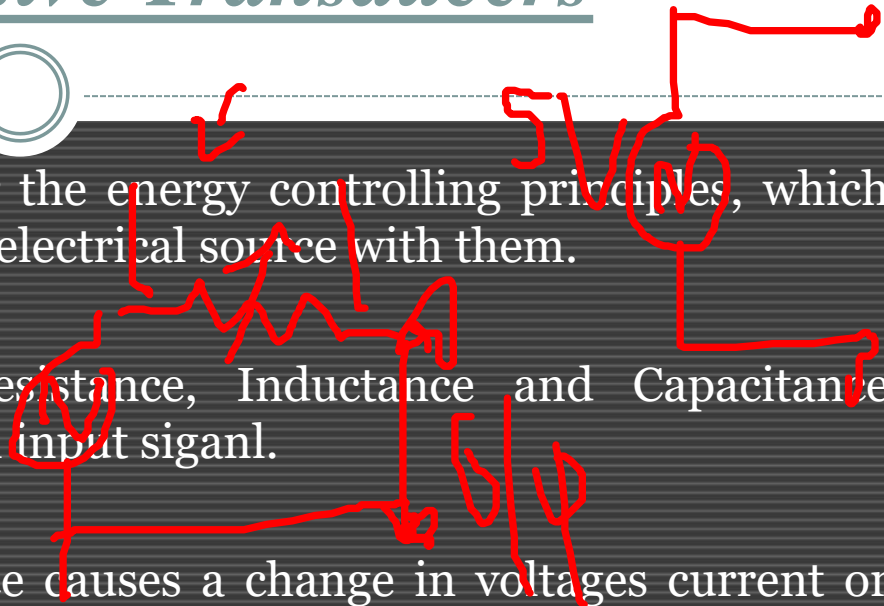 Transducers
5V
the energy controlling principles, which
electrical source with them.
esistance, Inductance and Capacitance
input siganl.
o/p
causes a change in voltages current or